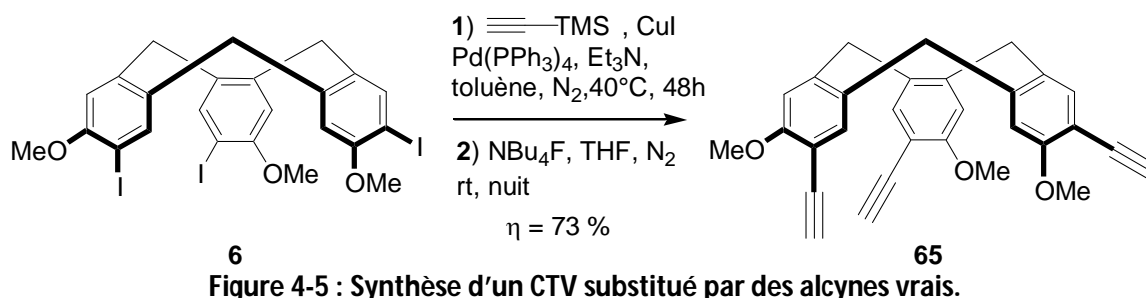 1) ≡—TMS , CuI
Pd(PPh3)4, Et3N,
toluène, N2,40°C, 48h
2) NBu4F, THF, N2
rt, nuit
η = 73 %
MeO
I
I
OMe
OMe
I
6
MeO
OMe
OMe
65
Figure 4-5 : Synthèse d'un CTV substitué par des alcynes vrais.